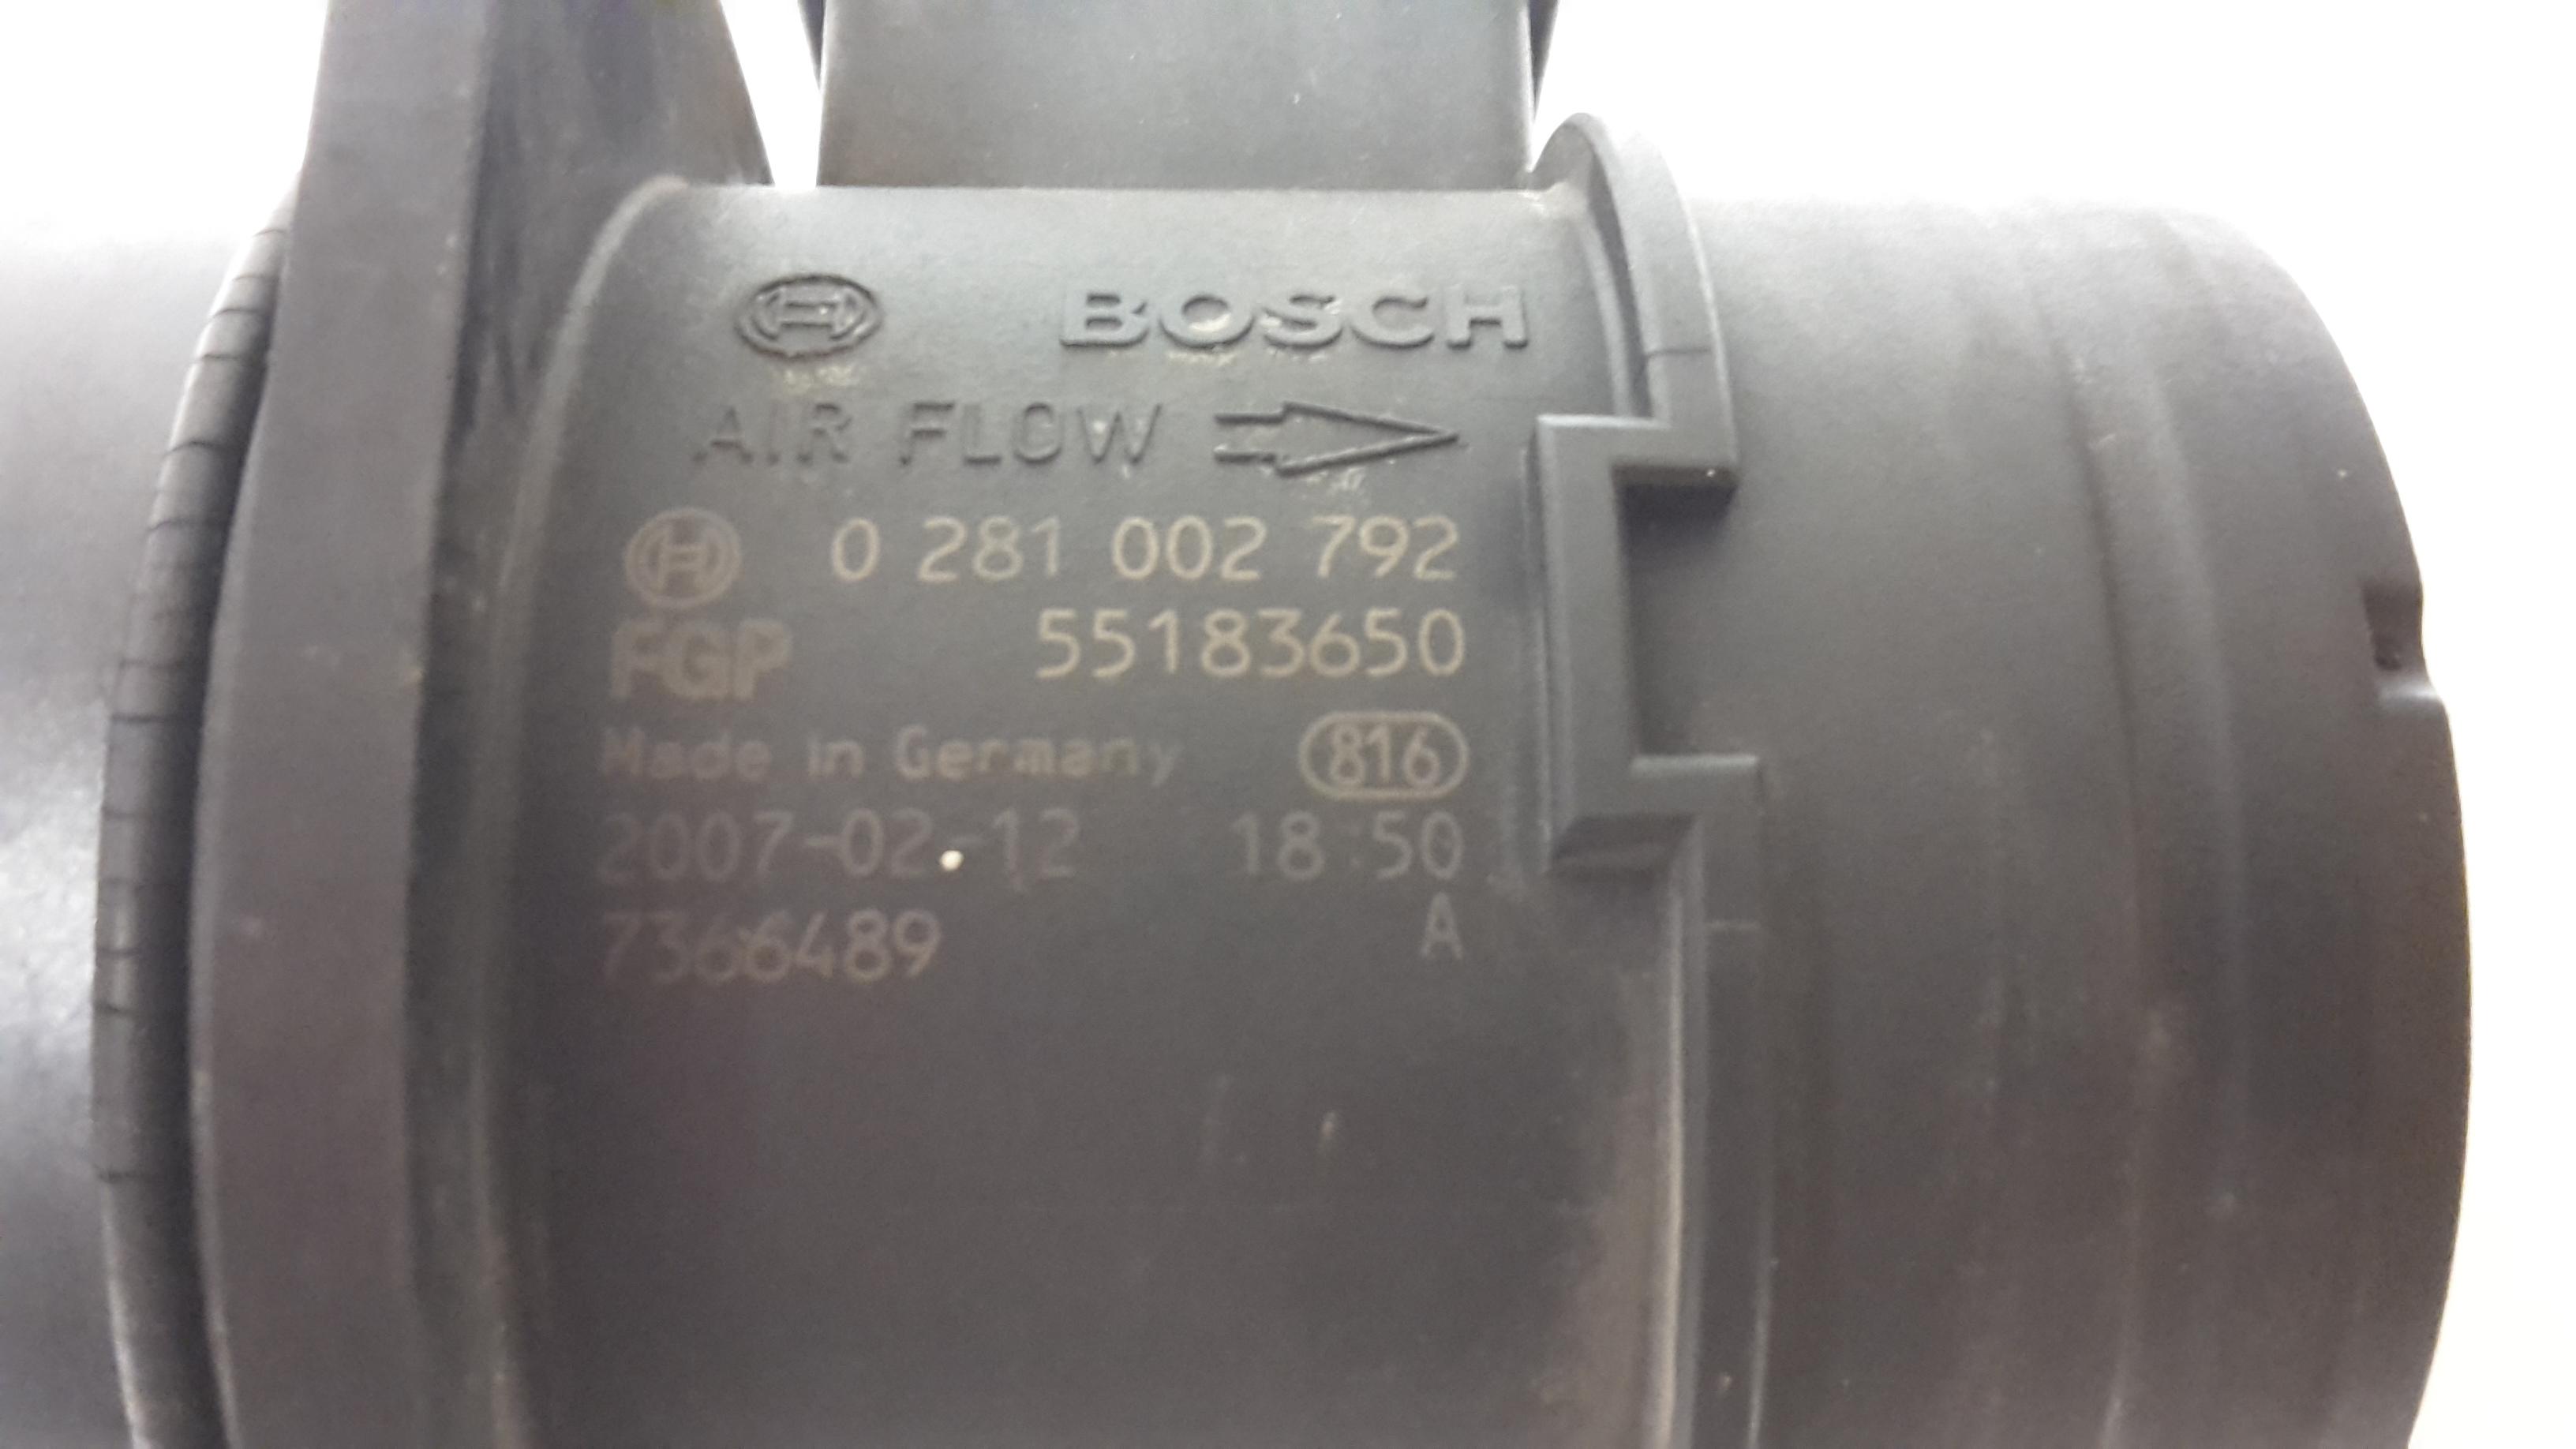 BOSCH
AIR FLOW
0 281 002 792
FGP 55183650
Made in Germany 816
2007-02-12 18:50
7366489 A